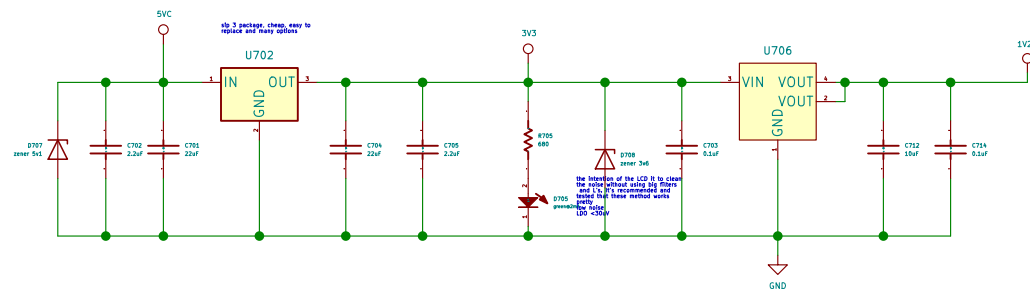 5VC
sip 3 package, cheap, easy to
replace and many options
U702
1
IN
OUT
3
GND
2
3V3
U706
3
VIN
VOUT
4
VOUT
2
GND
1
1V2
D707
zener 5v1
C702
2.2uF
C701
22uF
C704
22uF
C705
2.2uF
R705
680
2
D705
1
D708
zener 3v6
the intention of the LCD it to clean
the noise without using big filters
and L's, it's recommended and
tested that these method works
pretty
low noise
LDO <30uV
C703
0.1uF
C712
10uF
C714
0.1uF
GND